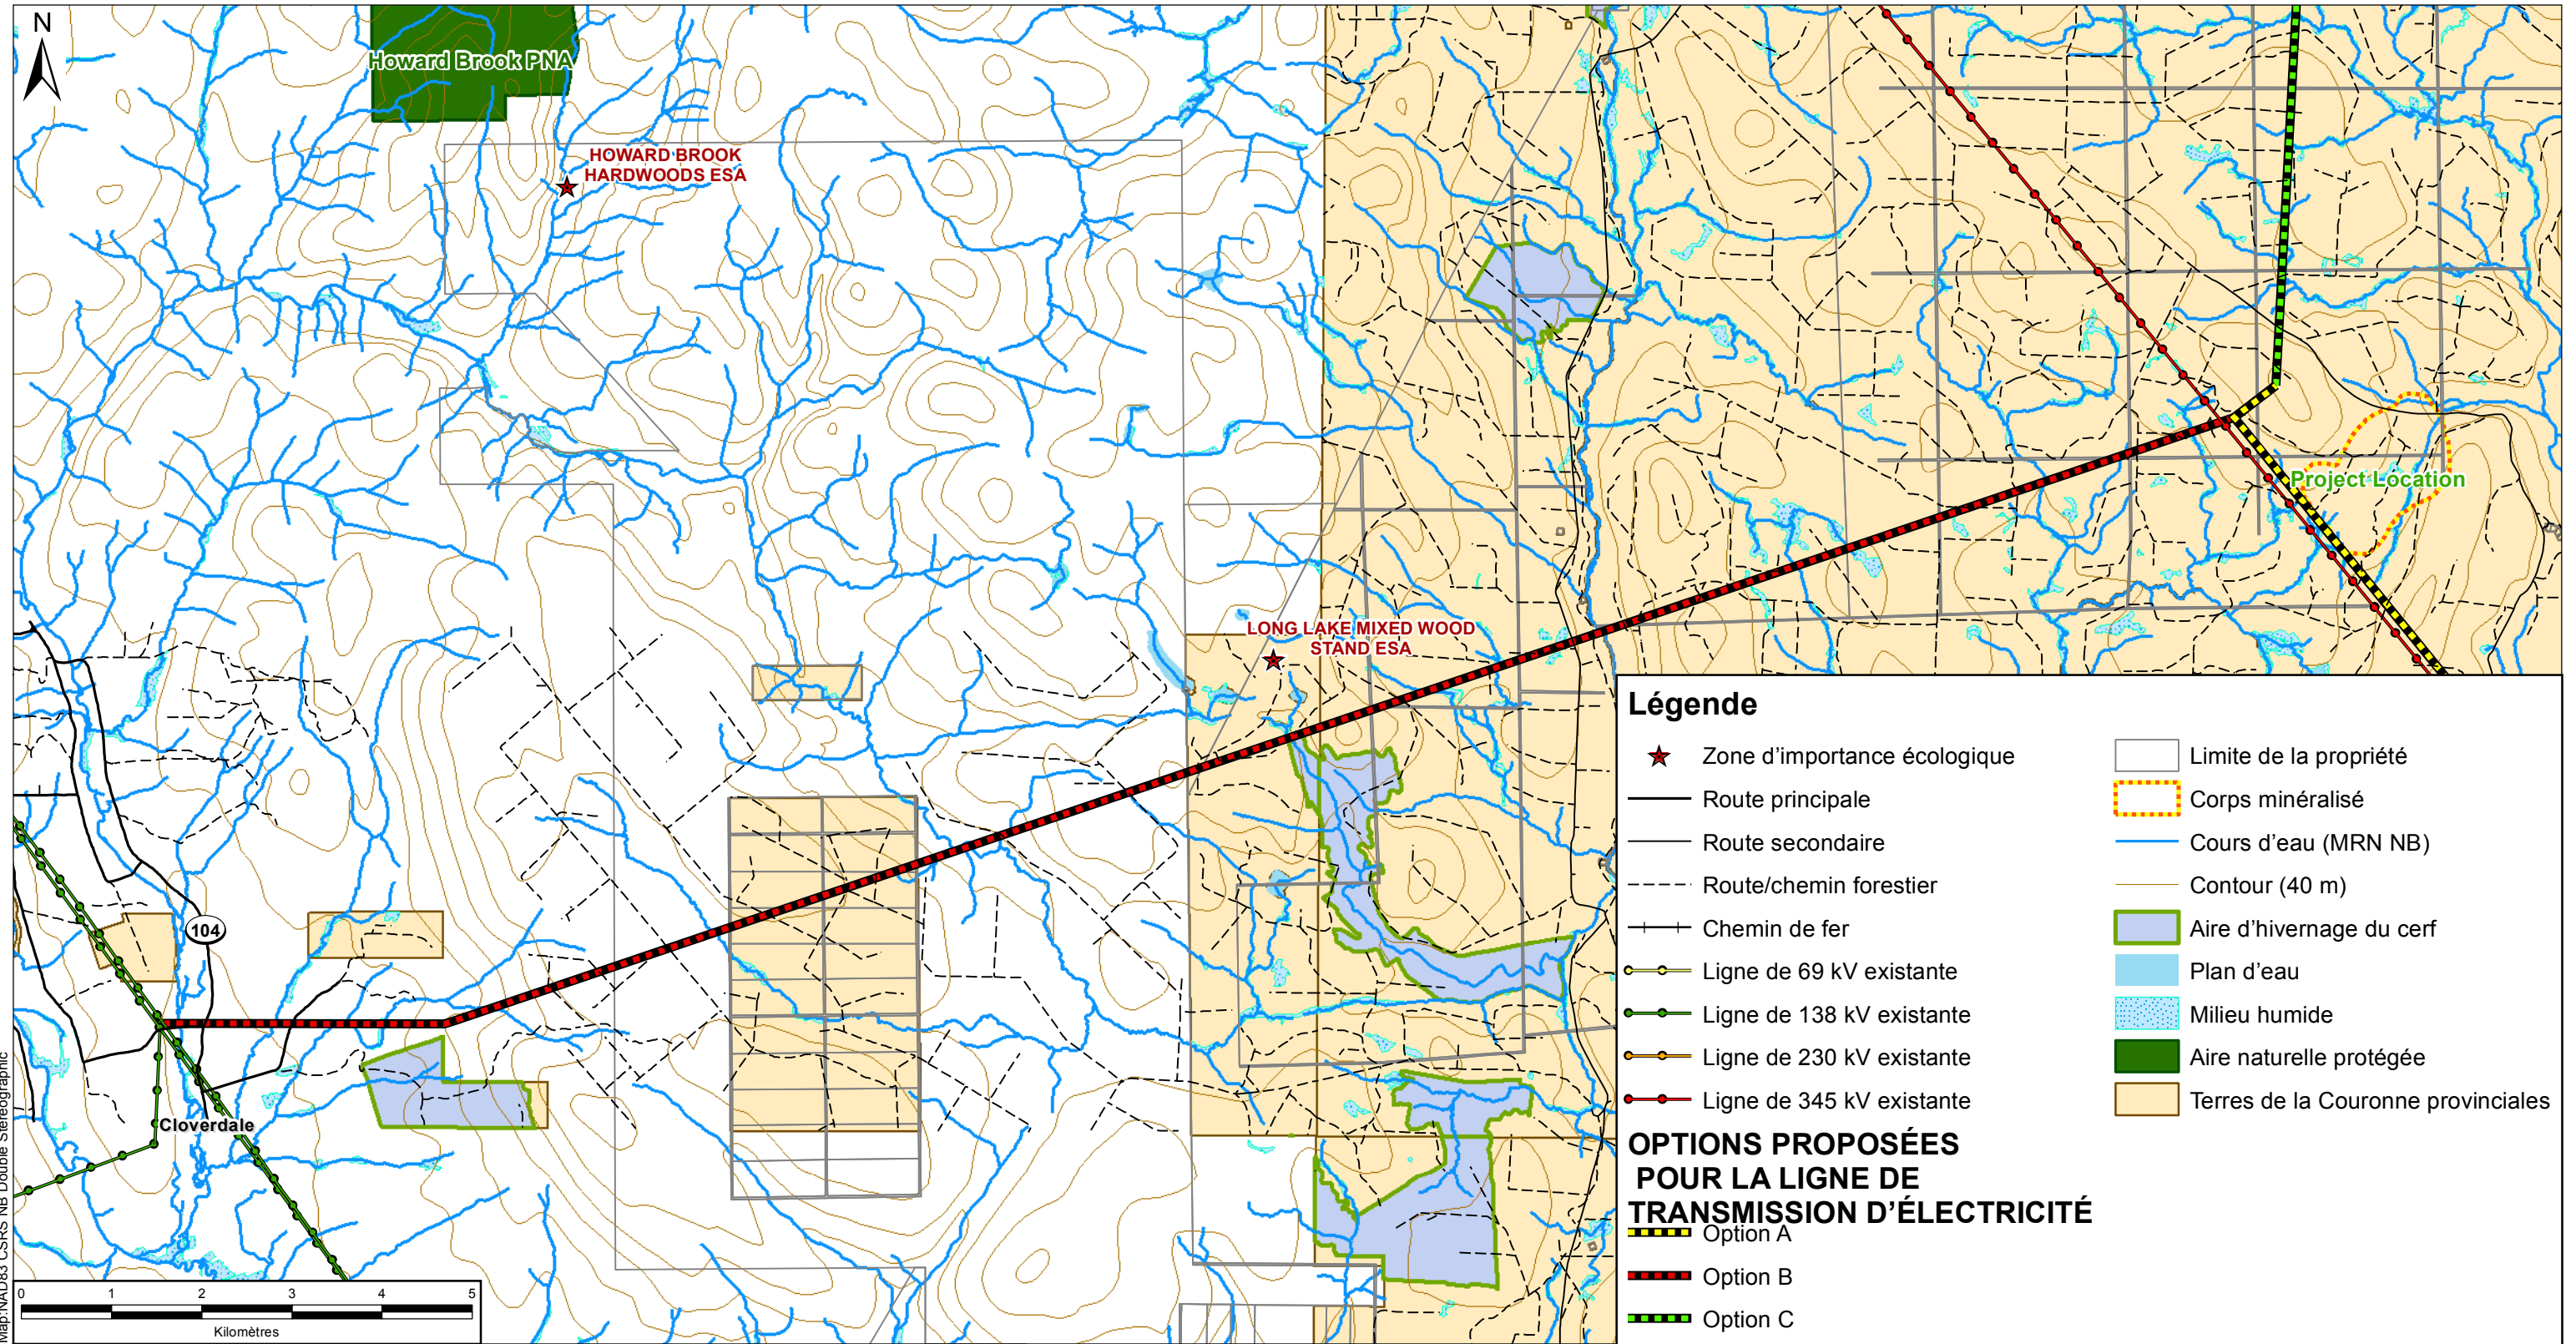 N
Howard Brook PNA
HOWARD BROOK
HARDWOODS ESA
Project Location
LONG LAKE MIXED WOOD
STAND ESA
104
Cloverdale
Légende
Zone d'importance écologique
Route principale
Route secondaire
Route/chemin forestier
Chemin de fer
Ligne de 69 kV existante
Ligne de 138 kV existante
Ligne de 230 kV existante
Ligne de 345 kV existante
Limite de la propriété
Corps minéralisé
Cours d'eau (MRN NB)
Contour (40 m)
Aire d'hivernage du cerf
Plan d'eau
Milieu humide
Aire naturelle protégée
Terres de la Couronne provinciales
OPTIONS PROPOSÉES
POUR LA LIGNE DE
TRANSMISSION D'ÉLECTRICITÉ
Option A
Option B
Option C
0 1 2 3 4 5
Kilomètres
Map:NAD83 CSRS NB Double Stereographic